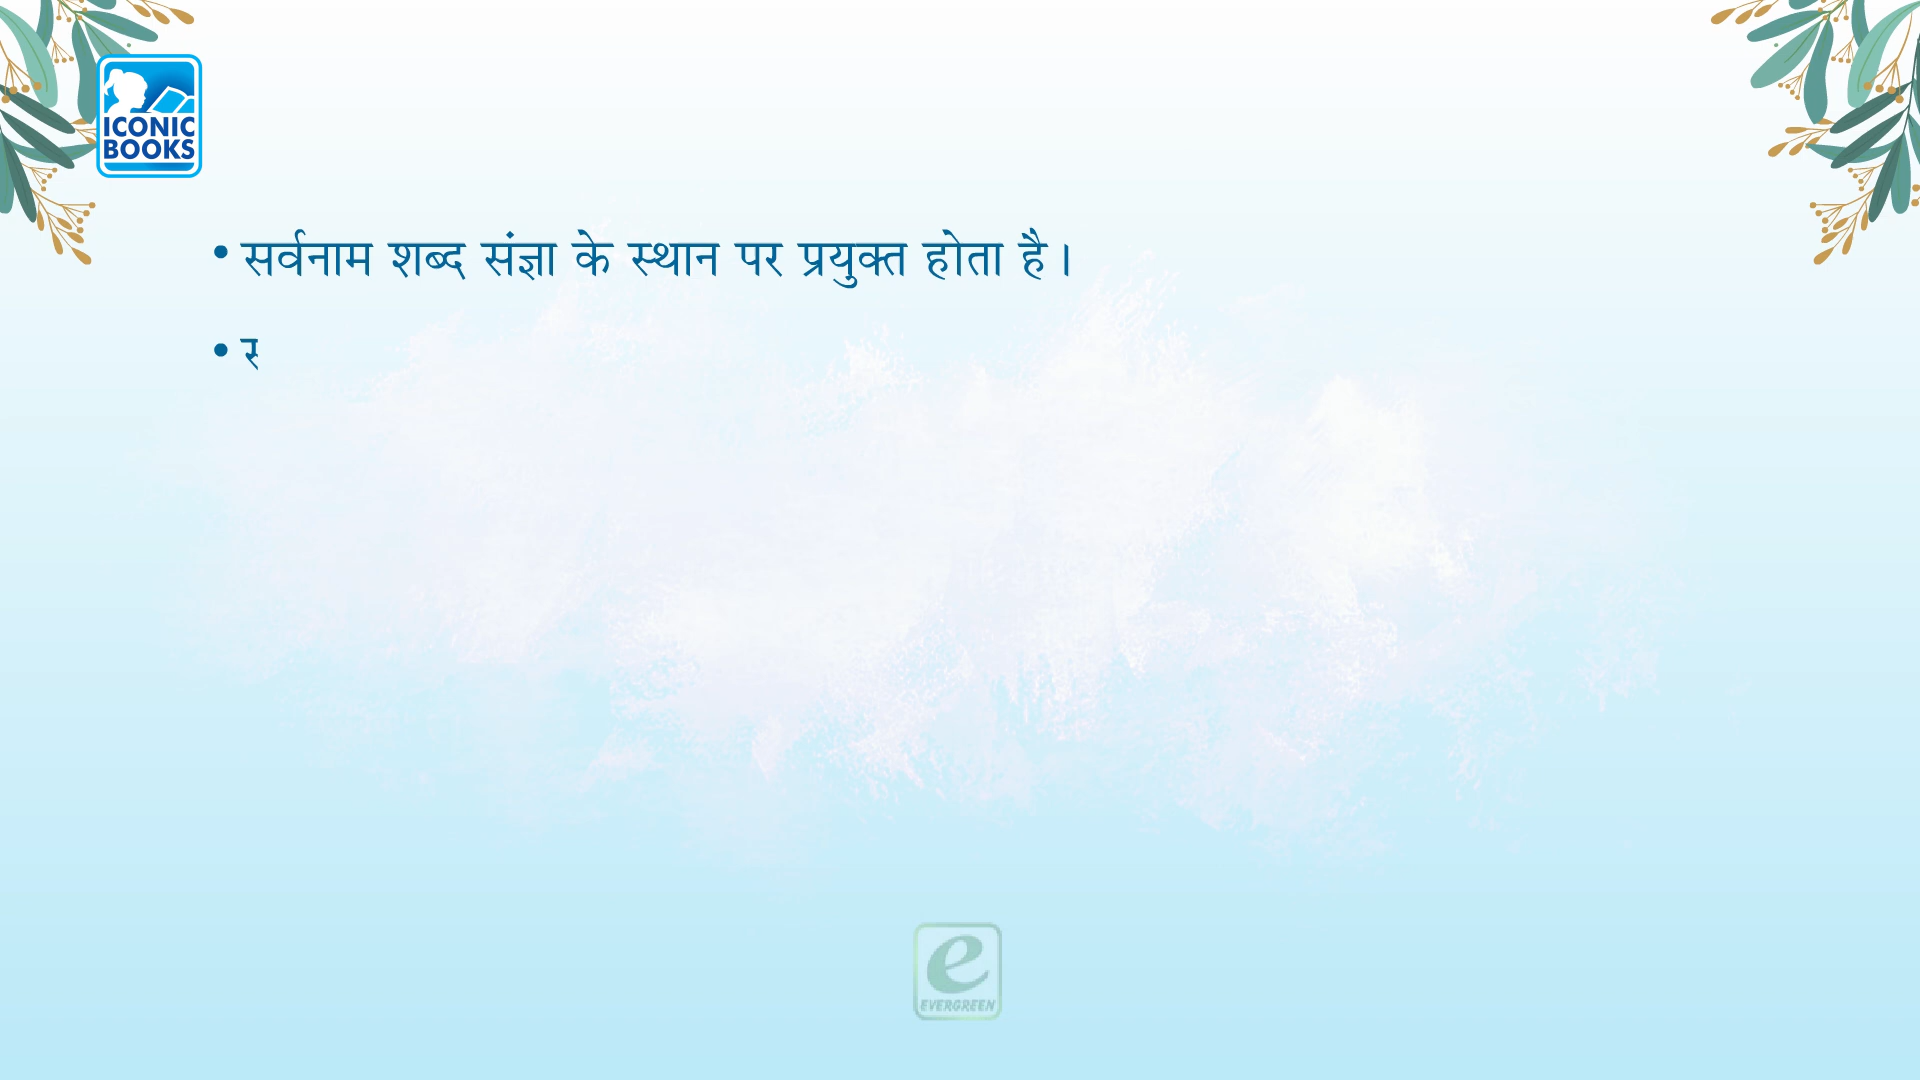 ICONIC
BOOKS
• सर्वनाम शब्द संज्ञा के स्थान पर प्रयुक्त होता है।
•
e
EVERGREEN